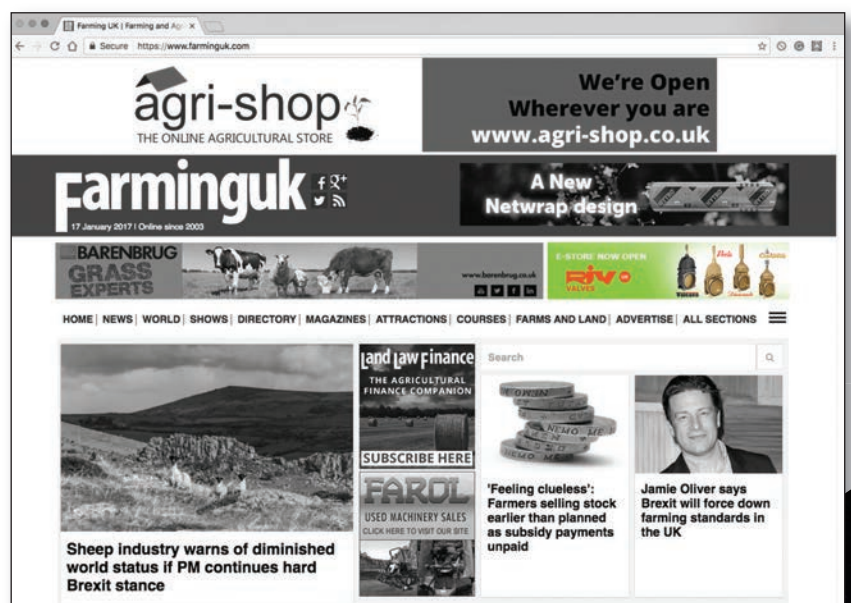 Farming UK | Farming and Ag
Secure https://www.farminguk.com
agri-shop
THE ONLINE AGRICULTURAL STORE
We're Open
Wherever you are
www.agri-shop.co.uk
Farminguk
17 January 2017 | Online since 2003
A New
Netwrap design
BARENBRUG
GRASS
EXPERTS
www.barenbrug.co.uk
E-STORE NOW OPEN
RIV
VALVES
HOME | NEWS | WORLD | SHOWS | DIRECTORY | MAGAZINES | ATTRACTIONS | COURSES | FARMS AND LAND | ADVERTISE | ALL SECTIONS
Land Law Finance
THE AGRICULTURAL
FINANCE COMPANION
SUBSCRIBE HERE
Search
FAROL
USED MACHINERY SALES
CLICK HERE TO VISIT OUR SITE
Sheep industry warns of diminished
world status if PM continues hard
Brexit stance
'Feeling clueless':
Farmers selling stock
earlier than planned
as subsidy payments
unpaid
Jamie Oliver says
Brexit will force down
farming standards in
the UK